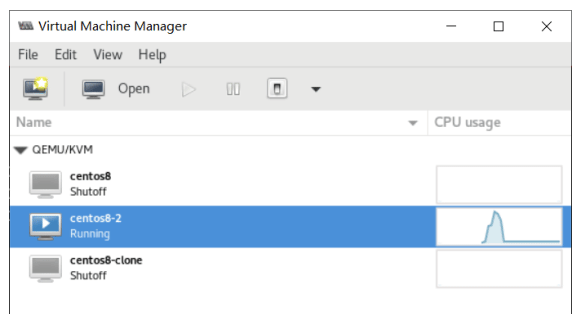 Virtual Machine Manager
File Edit View Help
Open
Name CPU usage
QEMU/KVM
centos8
Shutoff
centos8-2
Running
centos8-clone
Shutoff